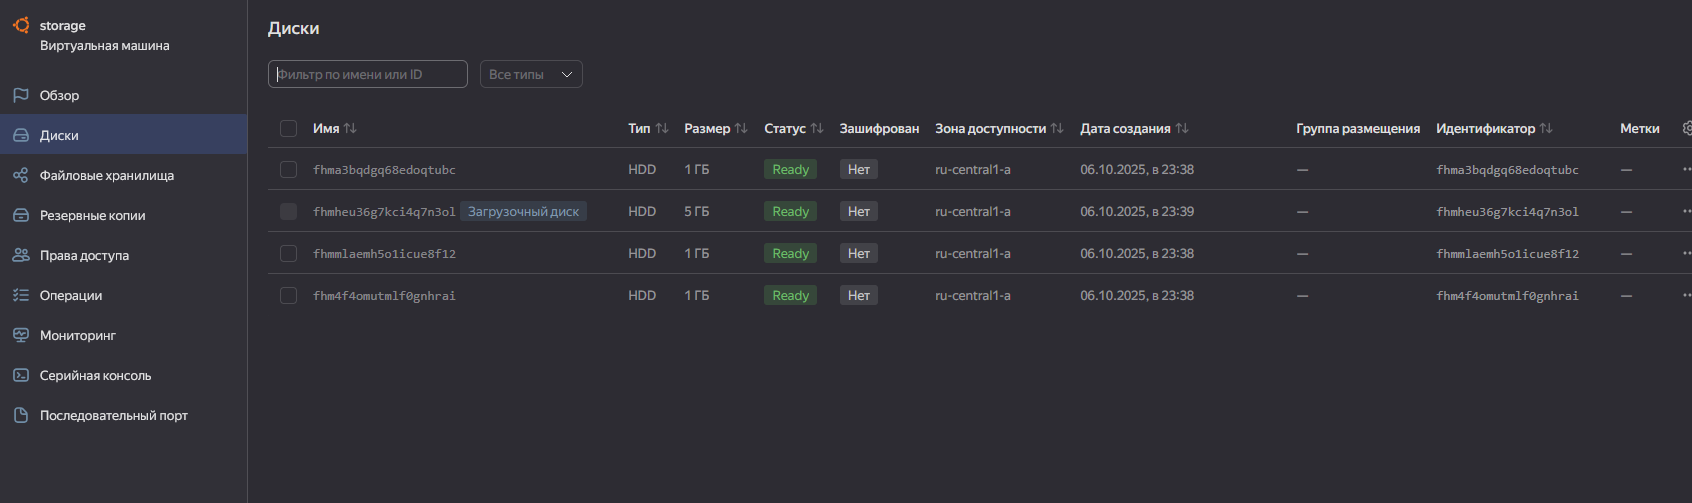 storage
Виртуальная машина
Обзор
Диски
Файловые хранилища
Резервные копии
Права доступа
Операции
Мониторинг
Серийная консоль
Последовательный порт
Диски
Фильтр по имени или ID Все типы
Имя Тип Размер Статус Зашифрован Зона доступности Дата создания Группа размещения Идентификатор Метки
fhma3bqdgq68edoqtubc HDD 1 ГБ Ready Нет ru-central1-a 06.10.2025, в 23:38 — fhma3bqdgq68edoqtubc —
fhmheu36g7kci4q7n3ol Загрузочный диск HDD 5 ГБ Ready Нет ru-central1-a 06.10.2025, в 23:39 — fhmheu36g7kci4q7n3ol —
fhmmlaemh5o1icue8f12 HDD 1 ГБ Ready Нет ru-central1-a 06.10.2025, в 23:38 — fhmmlaemh5o1icue8f12 —
fhm4f4omutmlf0gnhrai HDD 1 ГБ Ready Нет ru-central1-a 06.10.2025, в 23:38 — fhm4f4omutmlf0gnhrai —